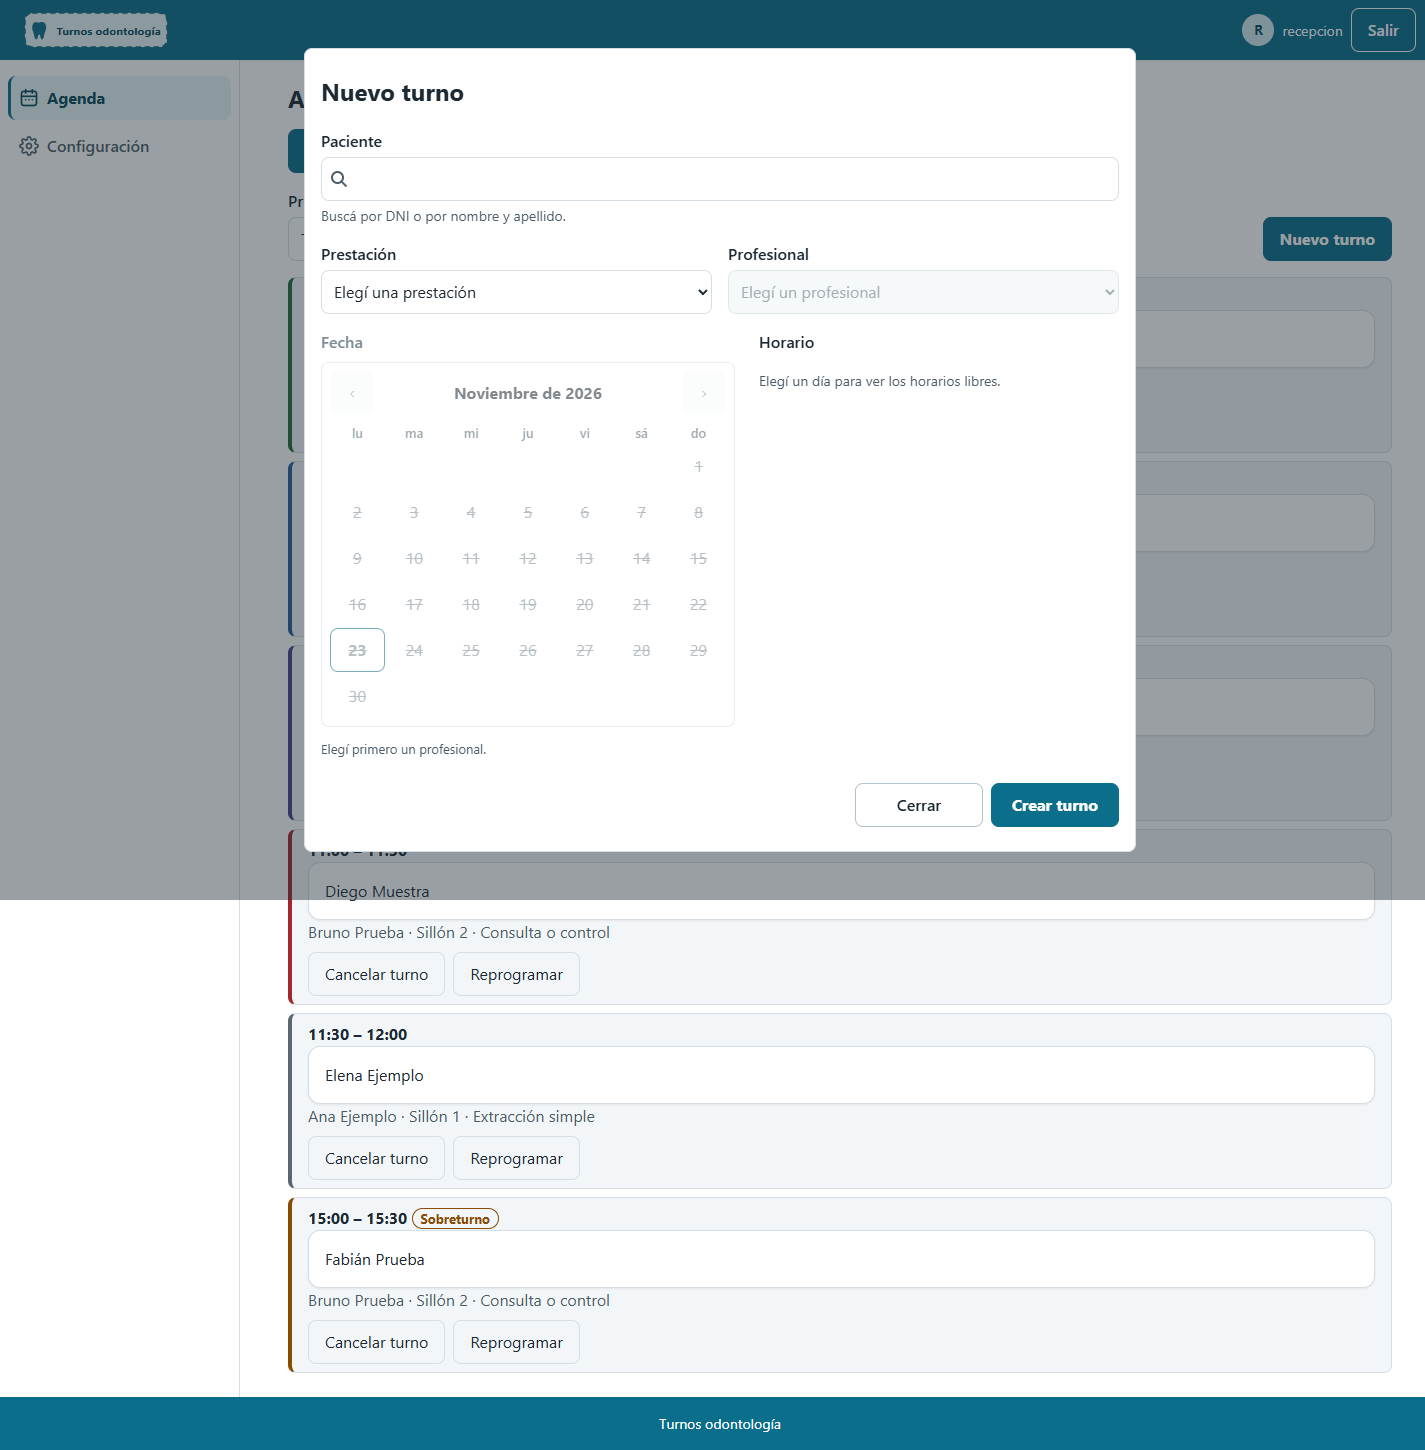 Turnos odontología
R recepcion Salir
Agenda
Configuración
Nuevo turno
Nuevo turno
Paciente
Buscá por DNI o por nombre y apellido.
Prestación Profesional
Elegí una prestación Elegí un profesional
Fecha Horario
‹ Noviembre de 2026 ›
Elegí un día para ver los horarios libres.
lu ma mi ju vi sá do
1
2 3 4 5 6 7 8
9 10 11 12 13 14 15
16 17 18 19 20 21 22
23 24 25 26 27 28 29
30
Elegí primero un profesional.
Cerrar Crear turno
Diego Muestra
Bruno Prueba · Sillón 2 · Consulta o control
Cancelar turno Reprogramar
11:30 – 12:00
Elena Ejemplo
Ana Ejemplo · Sillón 1 · Extracción simple
Cancelar turno Reprogramar
15:00 – 15:30 Sobreturno
Fabián Prueba
Bruno Prueba · Sillón 2 · Consulta o control
Cancelar turno Reprogramar
Turnos odontología